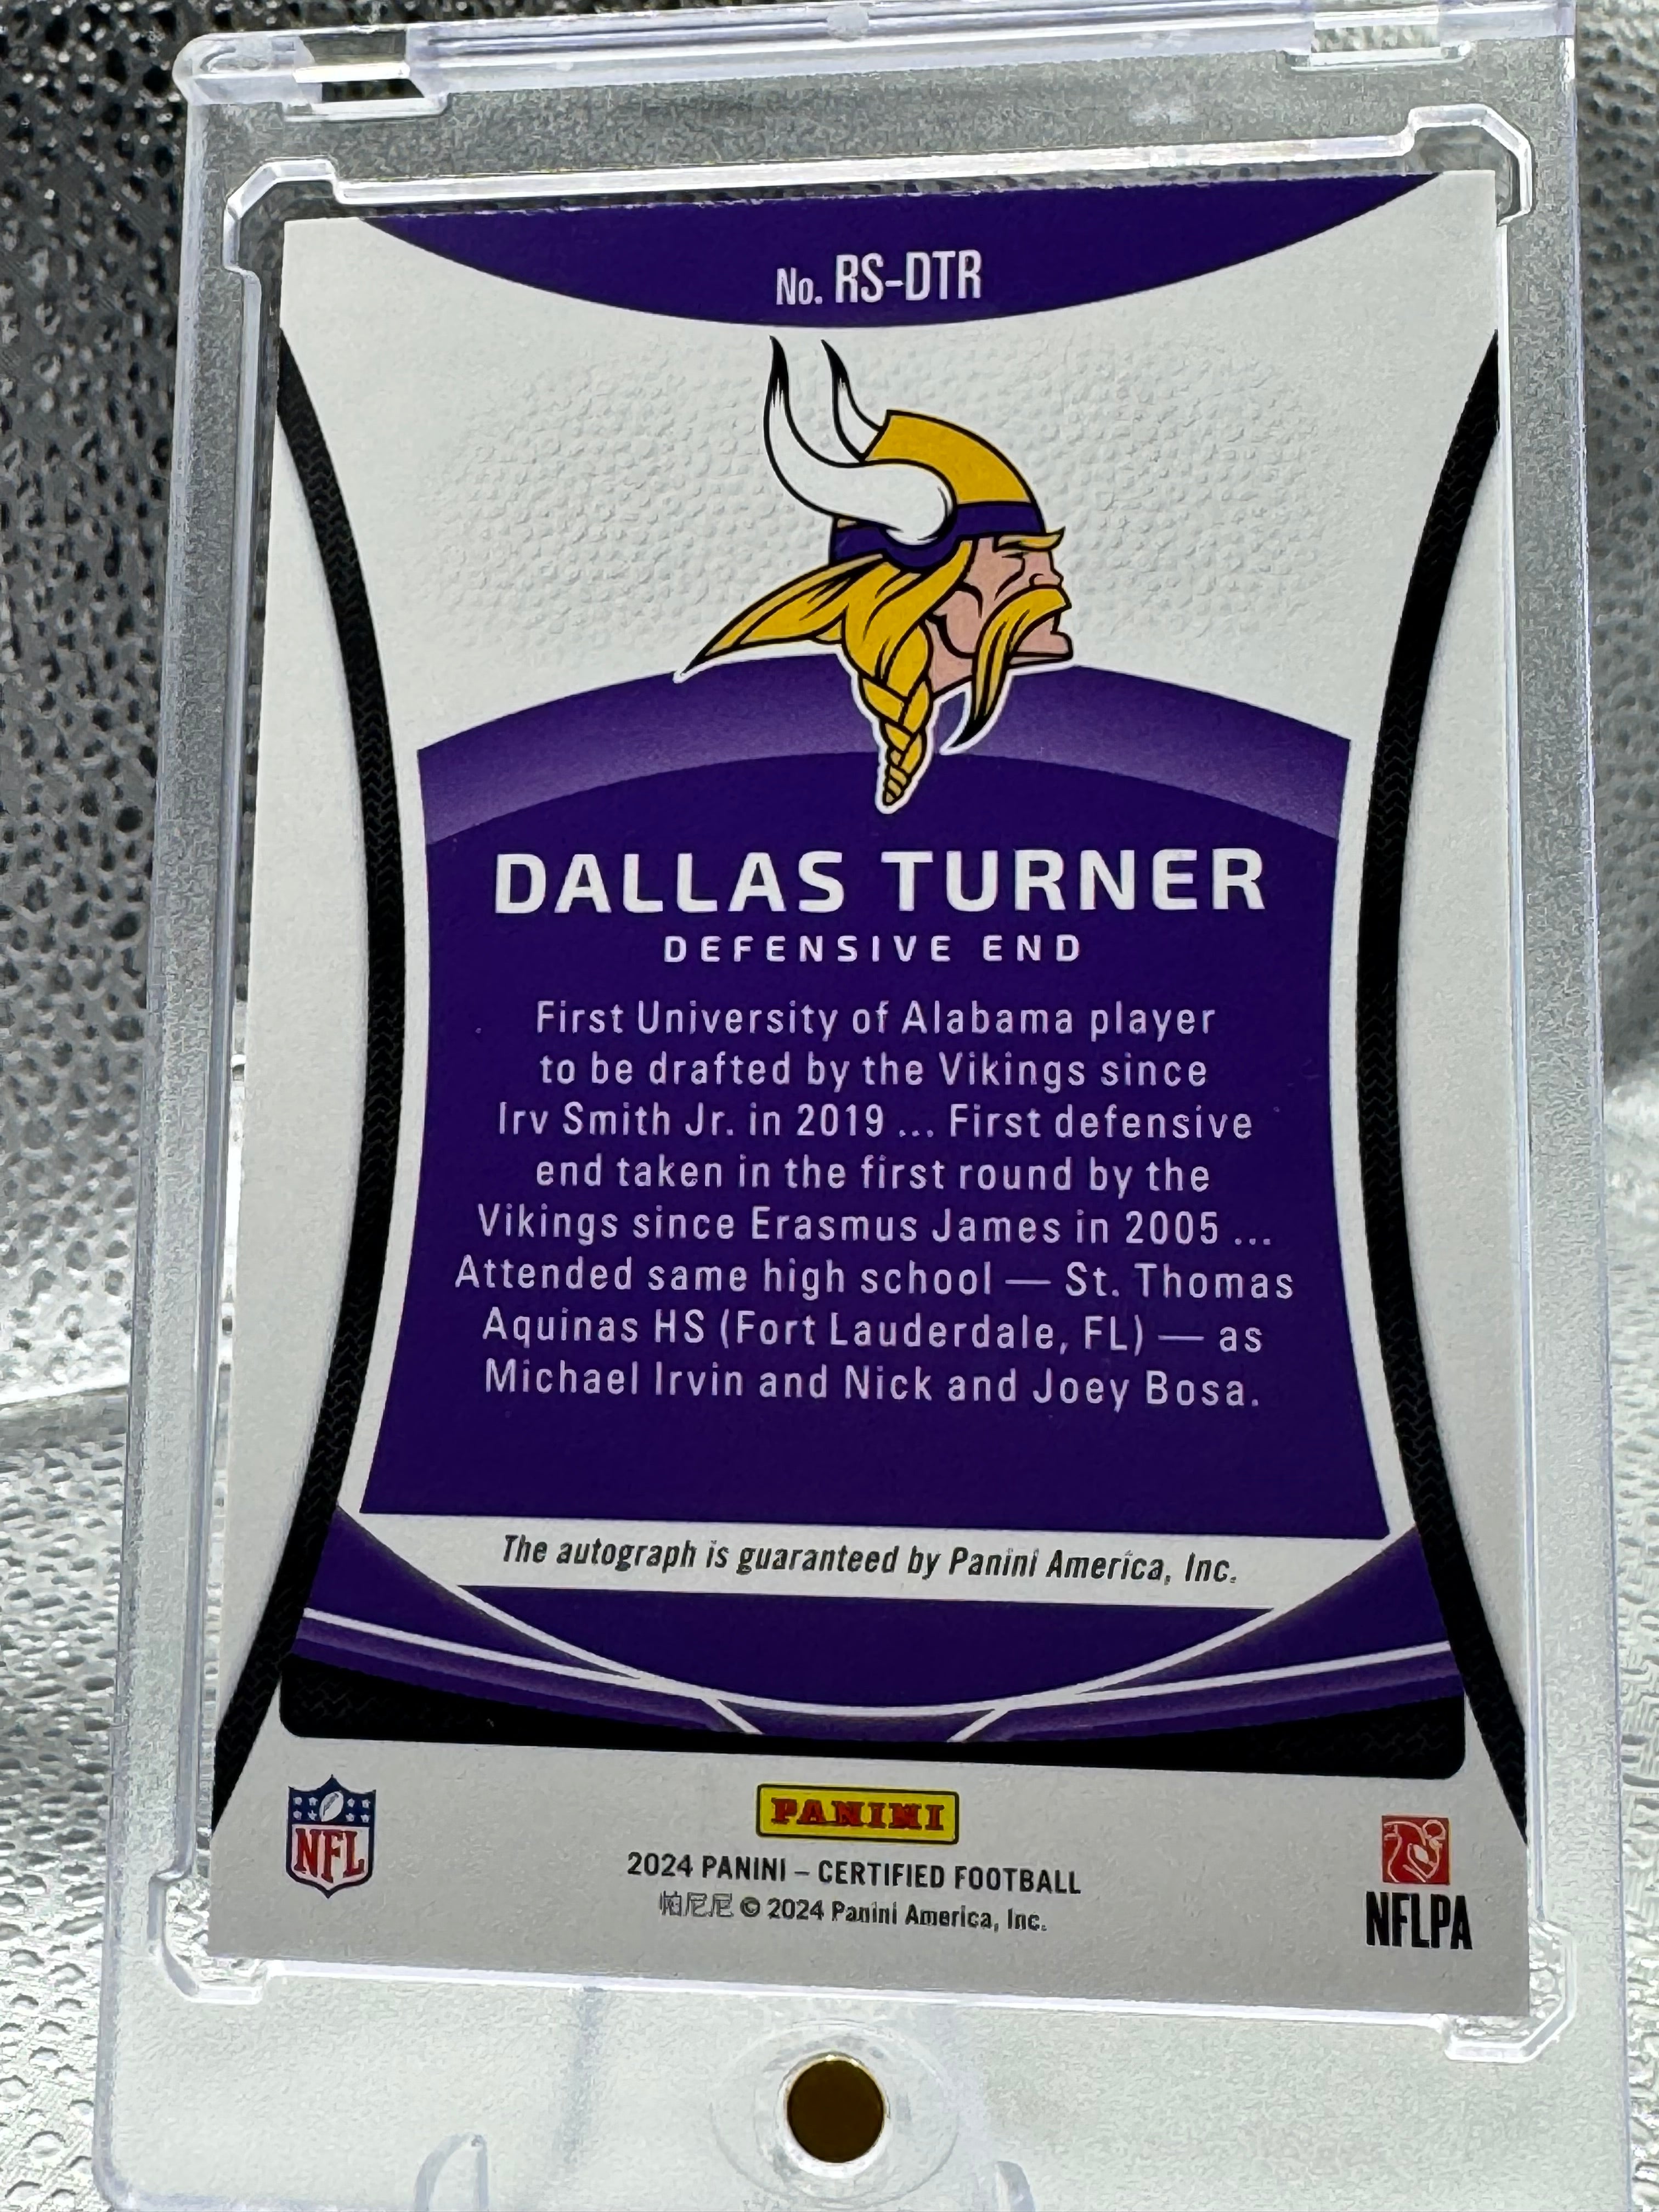 No. RS-DTR
DALLAS TURNER
DEFENSIVE END
First University of Alabama player
to be drafted by the Vikings since
Irv Smith Jr. in 2019 ... First defensive
end taken in the first round by the
Vikings since Erasmus James in 2005 ...
Attended same high school — St. Thomas
Aquinas HS (Fort Lauderdale, FL) — as
Michael Irvin and Nick and Joey Bosa.
The autograph is guaranteed by Panini America, Inc.
NFL
PANINI
2024 PANINI – CERTIFIED FOOTBALL
帕尼尼 © 2024 Panini America, Inc.
NFLPA